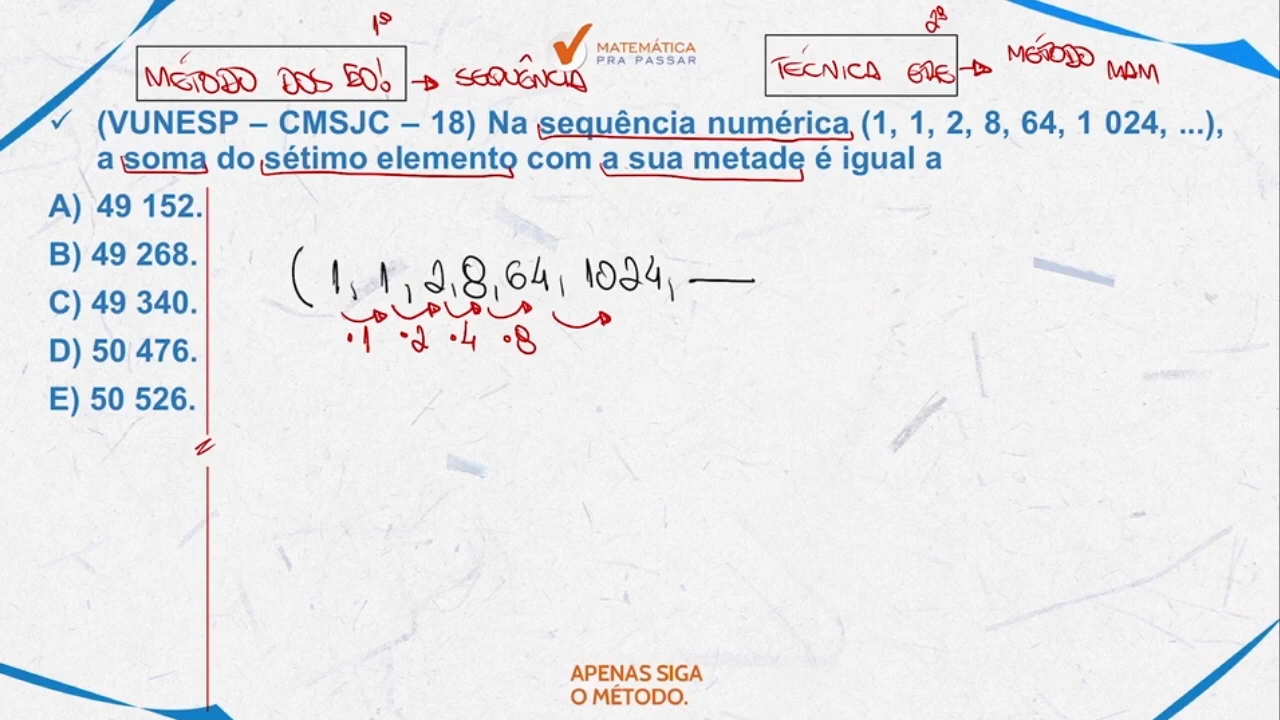 1º
2º
MATEMÁTICA
PRA PASSAR
MÉTODO DOS 50% → SEQUÊNCIA
TÉCNICA → MÉTODO MAM
✓ (VUNESP – CMSJC – 18) Na sequência numérica (1, 1, 2, 8, 64, 1 024, ...),
a soma do sétimo elemento com a sua metade é igual a
A) 49 152.
B) 49 268.
C) 49 340.
D) 50 476.
E) 50 526.
(1, 1, 2, 8, 64, 1024, —
·1 ·2 ·4 ·8
APENAS SIGA
O MÉTODO.